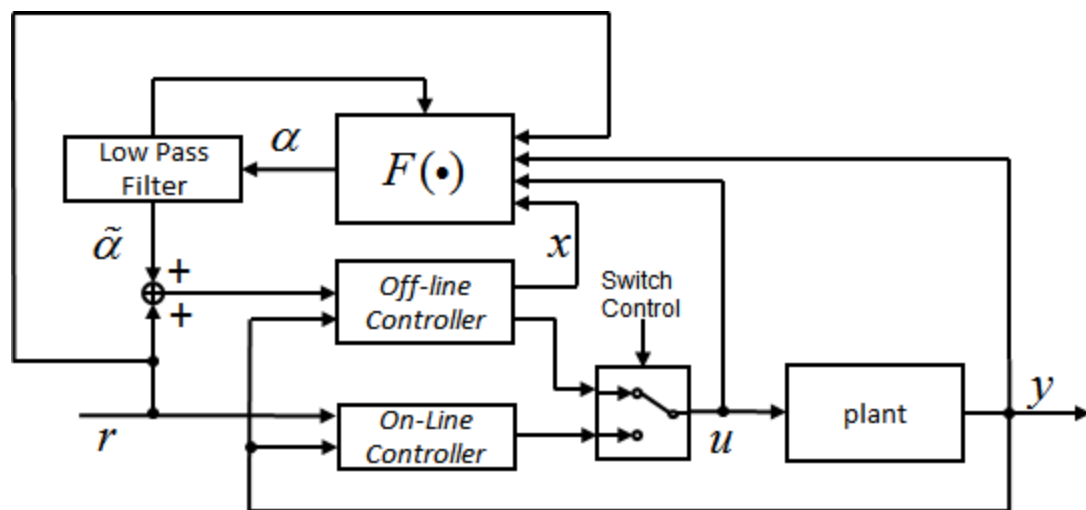 Low Pass
Filter
α
F(•)
α̃
+
+
x
Off-line
Controller
Switch
Control
r
On-Line
Controller
u
plant
y